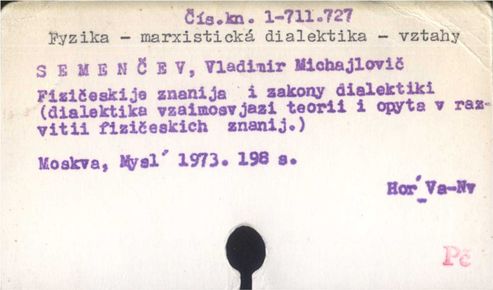 Čís.kn. 1-711.727
Fyzika - marxistická dialektika - vztahy
S E M E N Č E V, Vladimir Michajlovič
Fizičeskije znanija i zakony dialektiki
(dialektika vzaimosvjazi teorii i opyta v raz-
vitii fizičeskich znanij.)
Moskva, Mysl´ 1973. 198 s.
Hor´Va-Nv
Pč